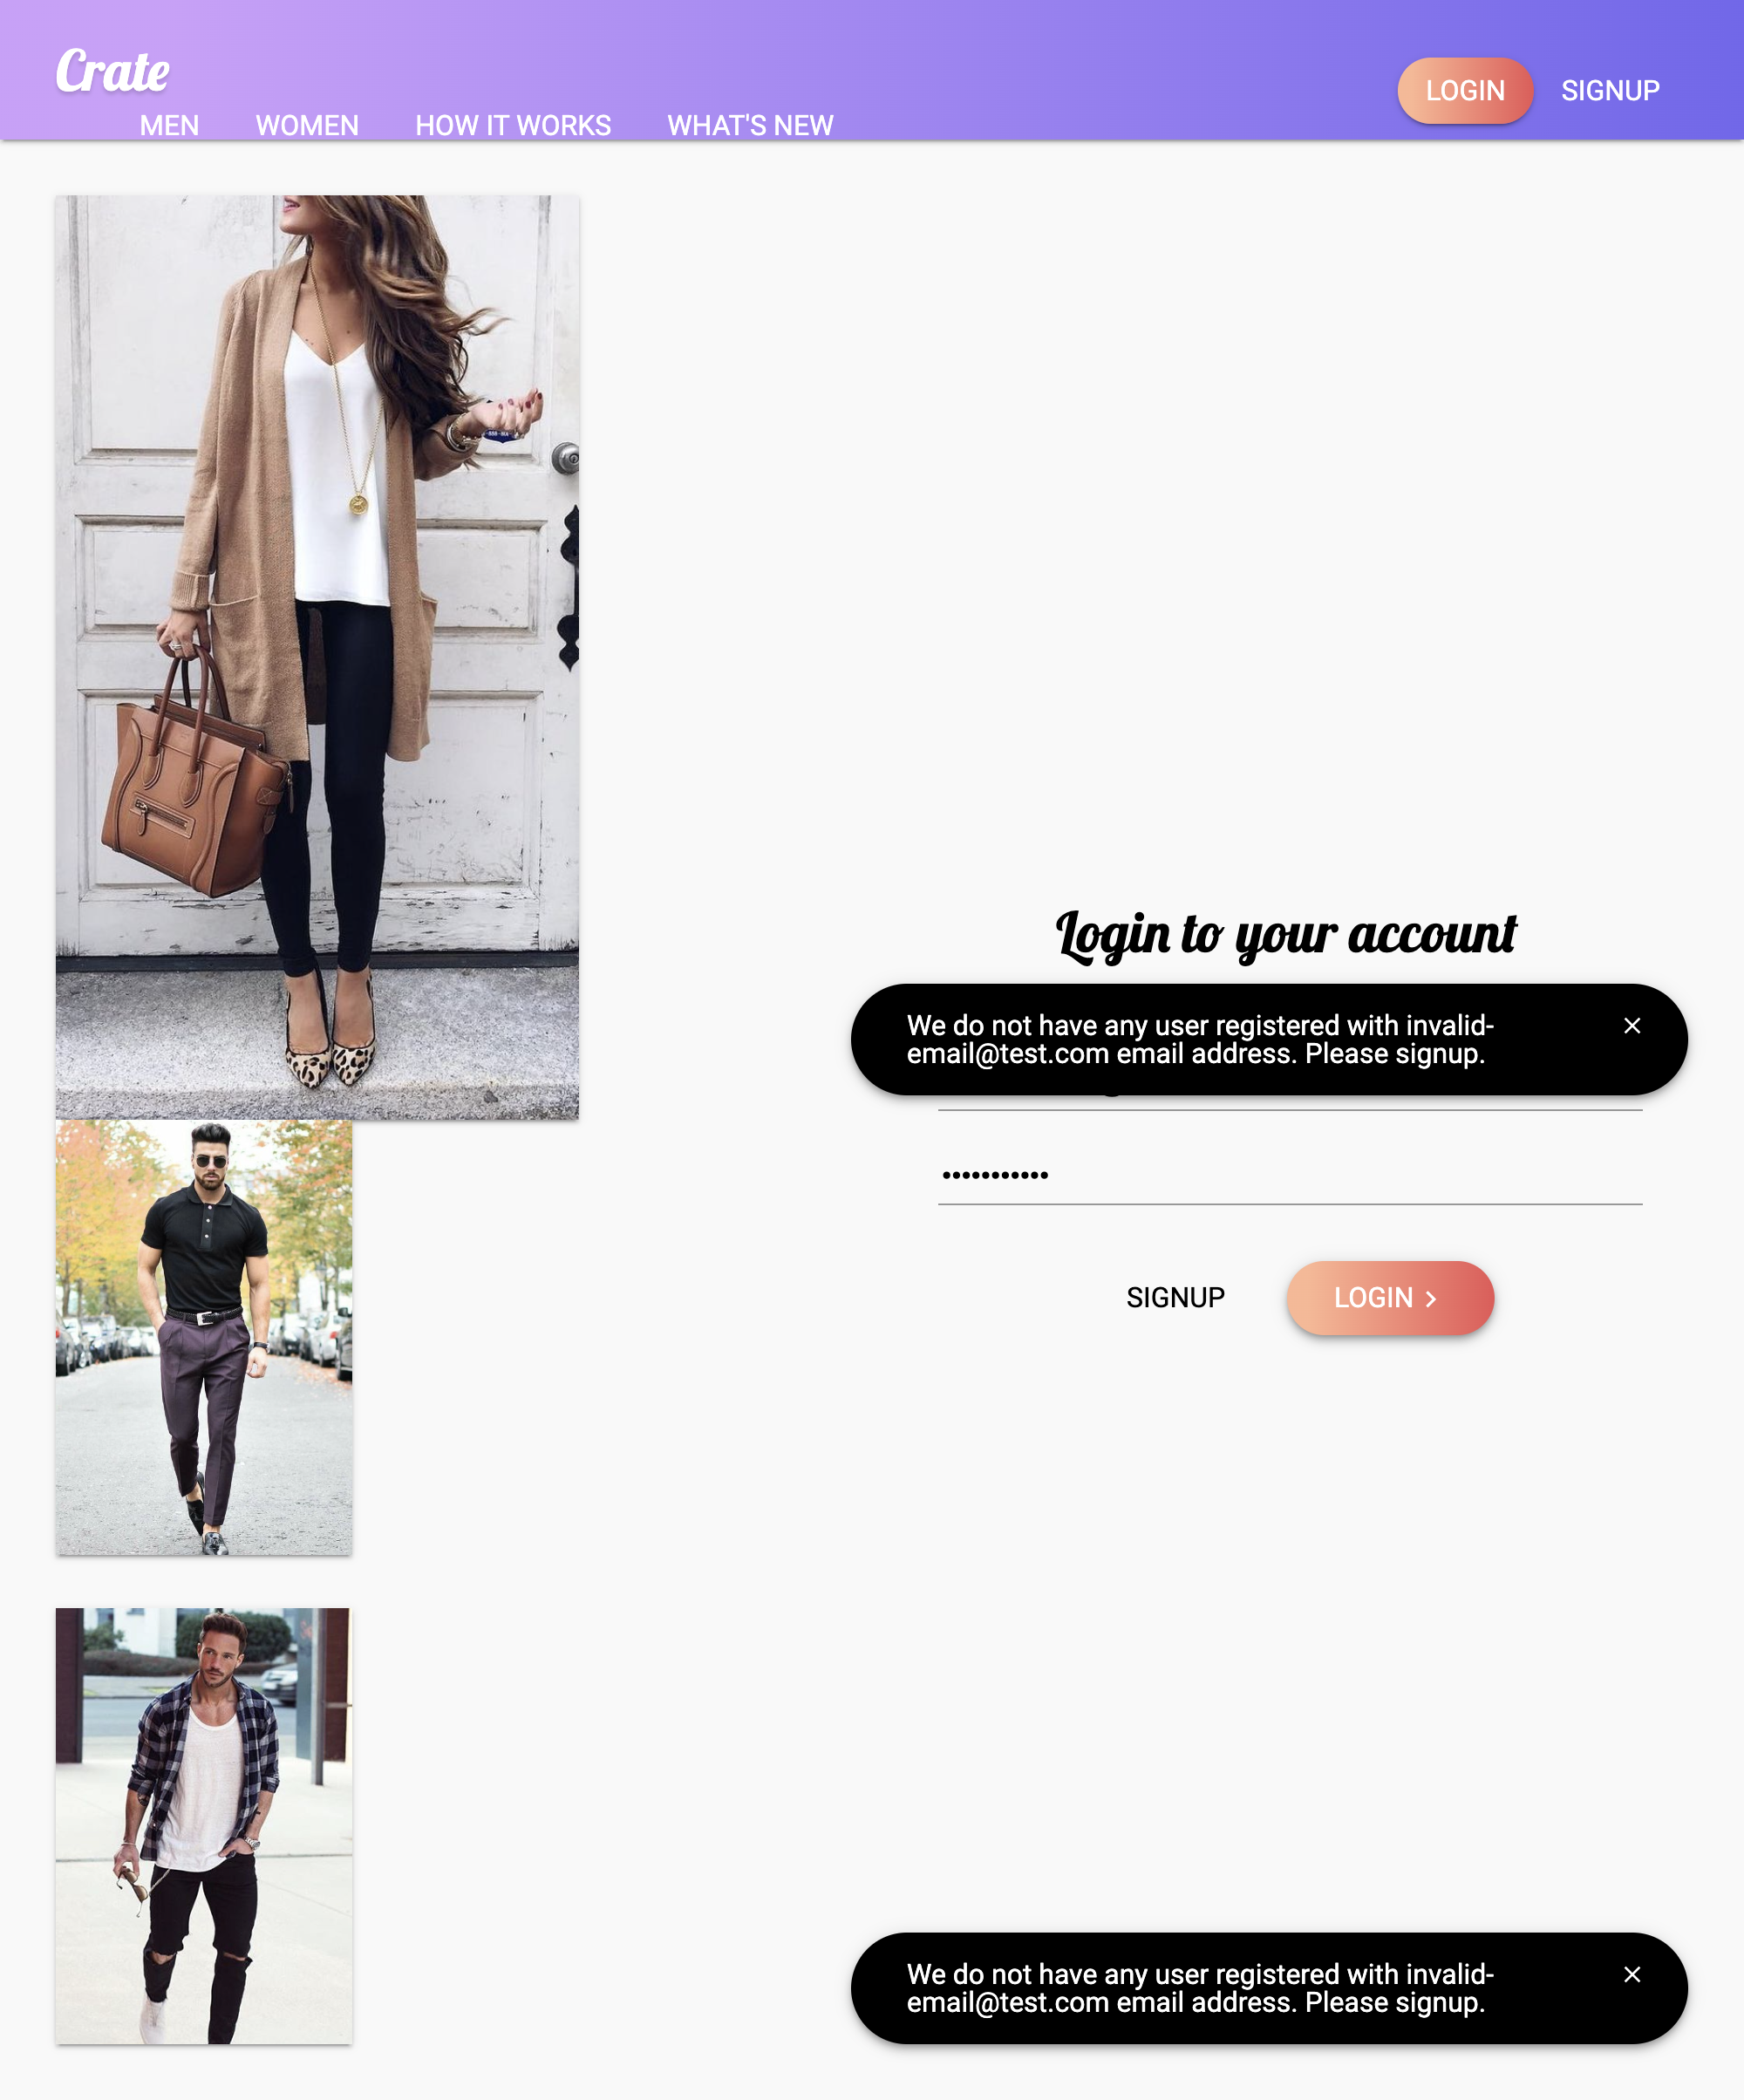 Crate
LOGIN SIGNUP
MEN WOMEN HOW IT WORKS WHAT'S NEW
Login to your account
We do not have any user registered with invalid-
email@test.com email address. Please signup.
•••••••••••
SIGNUP LOGIN
We do not have any user registered with invalid-
email@test.com email address. Please signup.